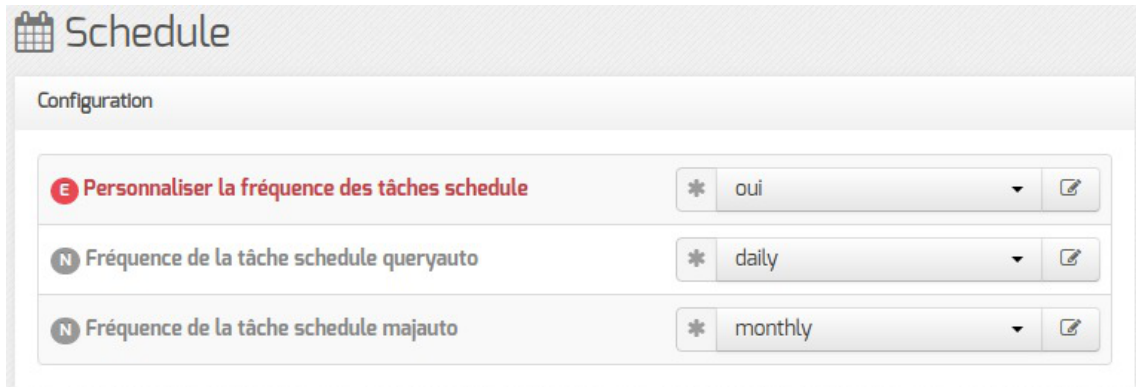 Schedule
Configuration
E Personnaliser la fréquence des tâches schedule * oui
N Fréquence de la tâche schedule queryauto * daily
N Fréquence de la tâche schedule majauto * monthly